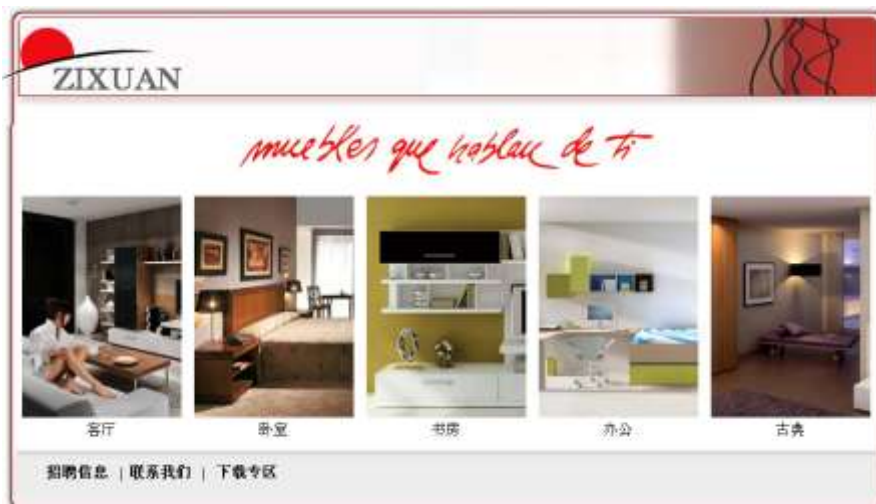 ZIXUAN
muebles que hablan de ti
客厅 卧室 书房 办公 古典
招聘信息 | 联系我们 | 下载专区